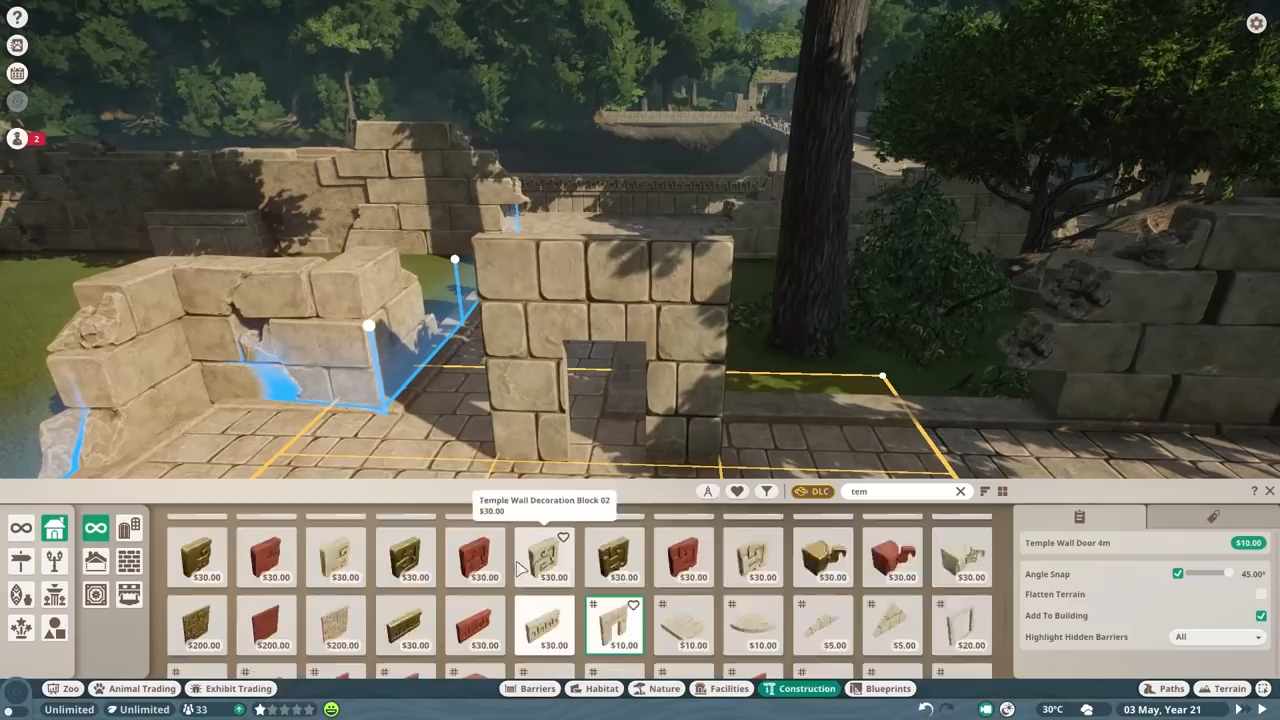 ?
2
Temple Wall Decoration Block 02
$30.00
DLC
tem
?
$30.00 $30.00 $30.00 $30.00 $30.00 $30.00 $30.00 $30.00 $30.00 $30.00 $30.00 $30.00
$200.00 $200.00 $200.00 $30.00 $30.00 $30.00 $10.00 $10.00 $10.00 $5.00 $5.00 $20.00
Temple Wall Door 4m $10.00
Angle Snap 45.00°
Flatten Terrain
Add To Building
Highlight Hidden Barriers All
Zoo Animal Trading Exhibit Trading Barriers Habitat Nature Facilities Construction Blueprints Paths Terrain
Unlimited Unlimited 33 30°C 03 May, Year 21